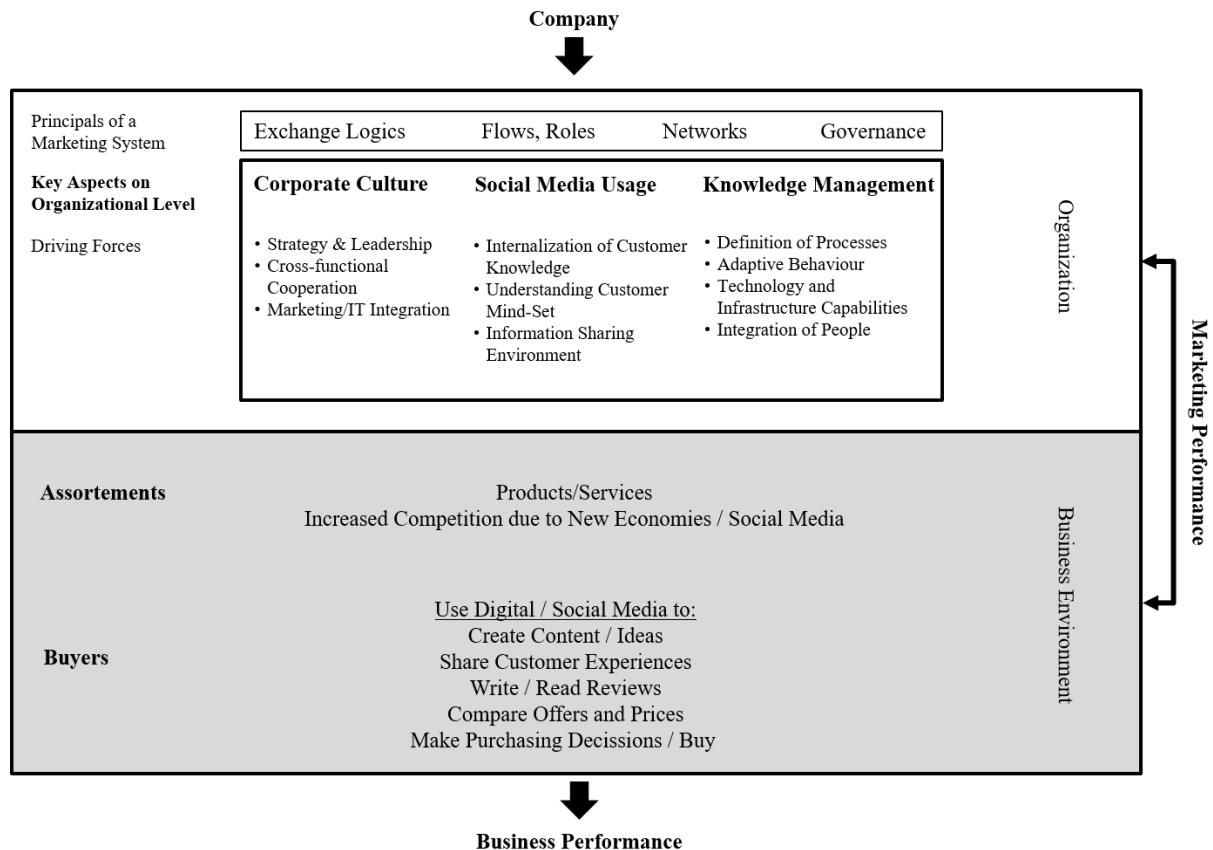 Company
Principals of a
Marketing System
Exchange Logics Flows, Roles Networks Governance
Key Aspects on
Organizational Level
Corporate Culture Social Media Usage Knowledge Management
Driving Forces
• Strategy & Leadership
• Cross-functional
Cooperation
• Marketing/IT Integration
• Internalization of Customer
Knowledge
• Understanding Customer
Mind-Set
• Information Sharing
Environment
• Definition of Processes
• Adaptive Behaviour
• Technology and
Infrastructure Capabilities
• Integration of People
Organization
Marketing Performance
Assortements
Products/Services
Increased Competition due to New Economies / Social Media
Buyers
Use Digital / Social Media to:
Create Content / Ideas
Share Customer Experiences
Write / Read Reviews
Compare Offers and Prices
Make Purchasing Decissions / Buy
Business Environment
Business Performance